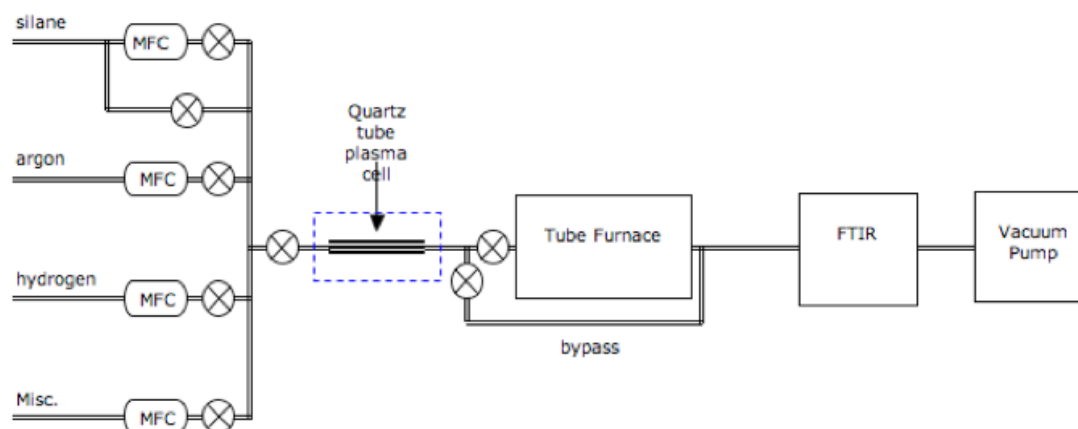 silane
MFC
Quartz
tube
plasma
cell
argon
MFC
Tube Furnace
FTIR
Vacuum
Pump
hydrogen
MFC
bypass
Misc.
MFC